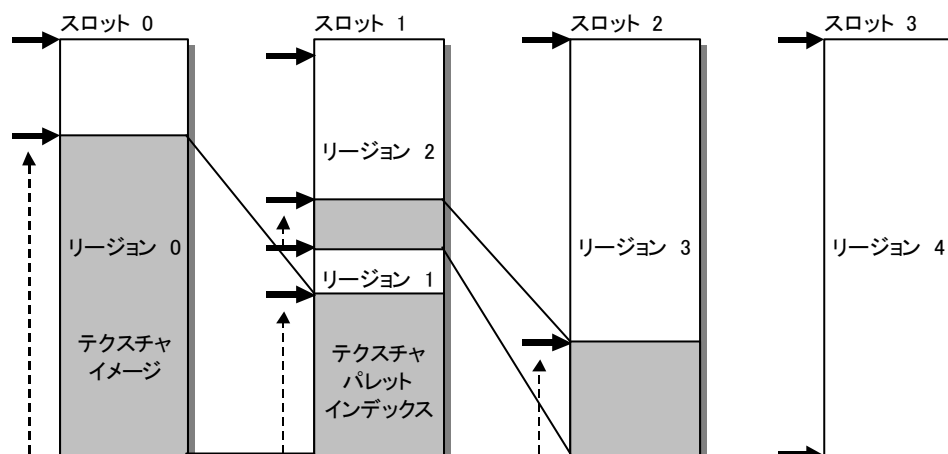 スロット 0
スロット 1
スロット 2
スロット 3
リージョン 2
リージョン 0
リージョン 3
リージョン 4
リージョン 1
テクスチャ
イメージ
テクスチャ
パレット
インデックス